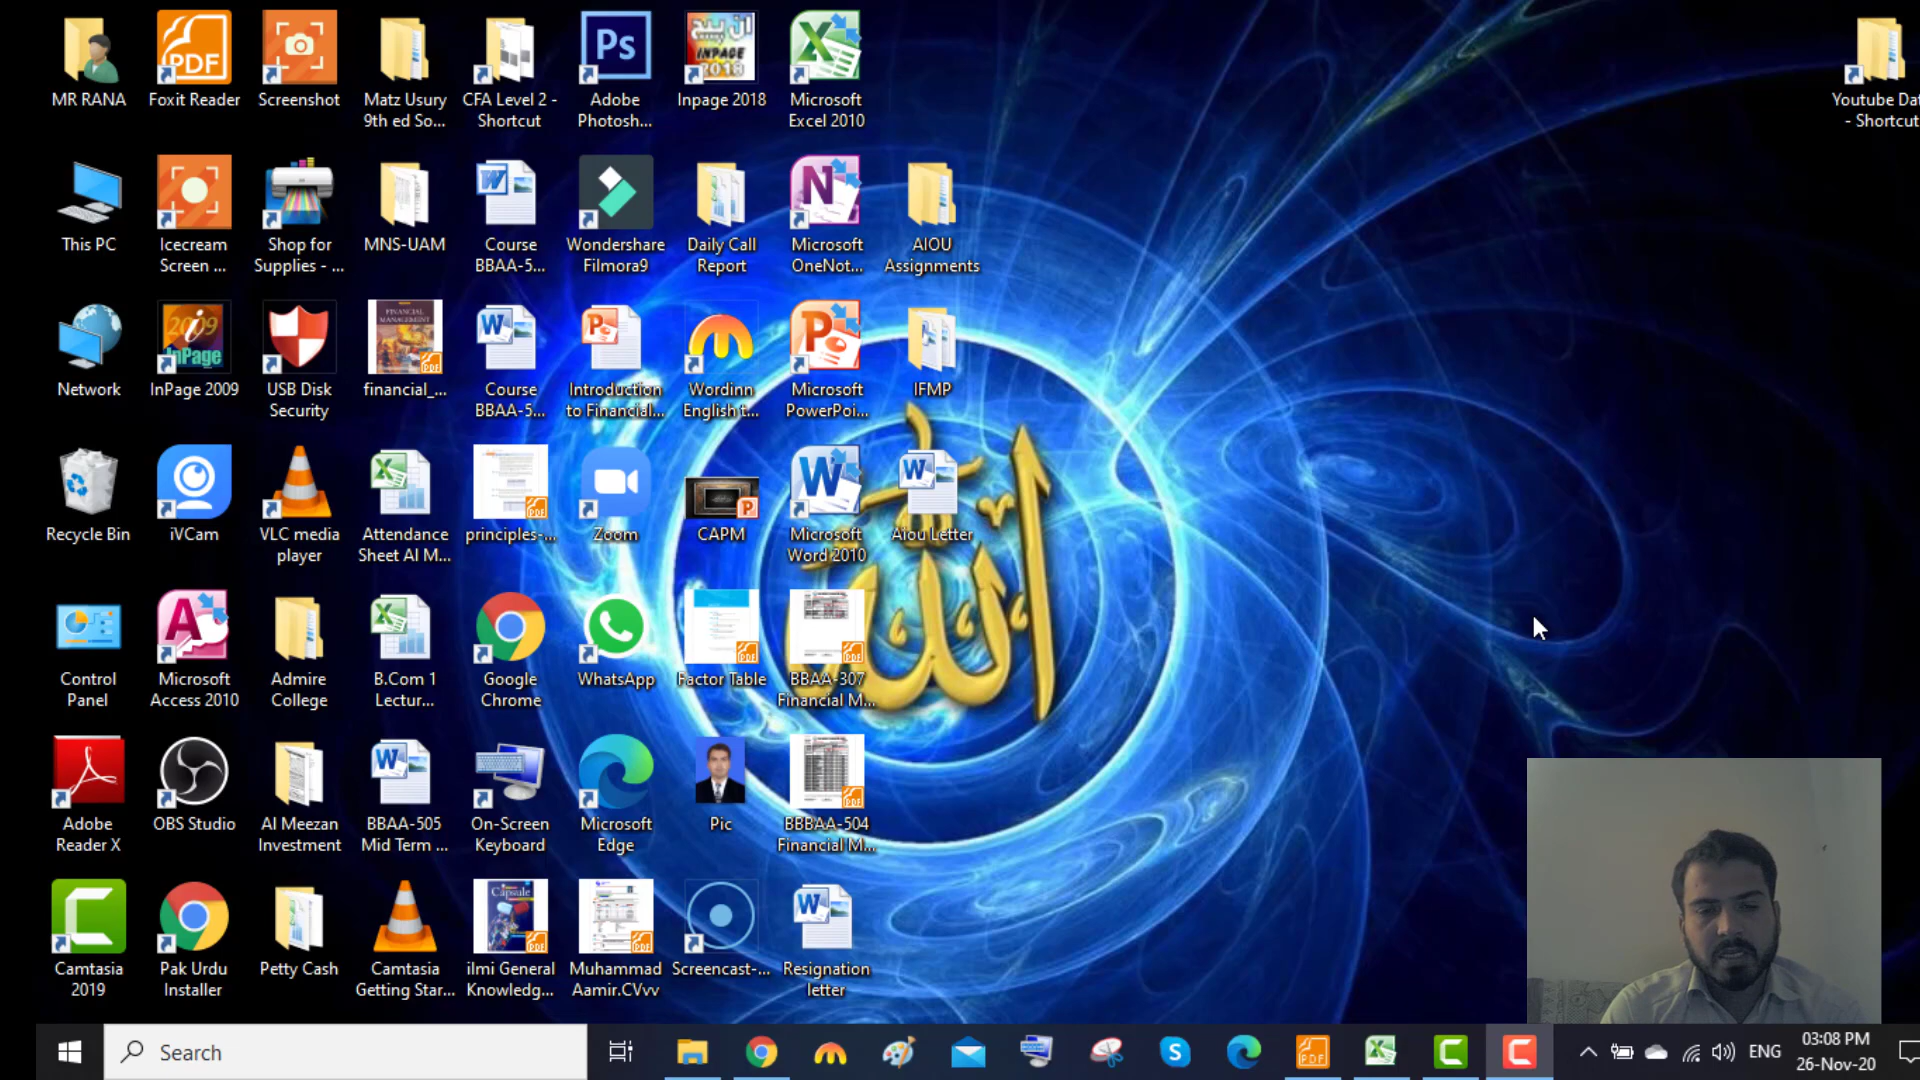 MR RANA
Foxit Reader
Screenshot
Matz Usury
9th ed So...
CFA Level 2 -
Shortcut
Adobe
Photosh...
Inpage 2018
Microsoft
Excel 2010
Youtube Dat
- Shortcut
This PC
Icecream
Screen ...
Shop for
Supplies - ...
MNS-UAM
Course
BBAA-5...
Wondershare
Filmora9
Daily Call
Report
Microsoft
OneNot...
AIOU
Assignments
Network
InPage 2009
USB Disk
Security
financial_...
Course
BBAA-5...
Introduction
to Financial...
Wordinn
English t...
Microsoft
PowerPoi...
IFMP
Recycle Bin
iVCam
VLC media
player
Attendance
Sheet Al M...
principles-...
Zoom
CAPM
Microsoft
Word 2010
Aiou Letter
الله
Control
Panel
Microsoft
Access 2010
Admire
College
B.Com 1
Lectur...
Google
Chrome
WhatsApp
Factor Table
BBAA-307
Financial M...
Adobe
Reader X
OBS Studio
Al Meezan
Investment
BBAA-505
Mid Term ...
On-Screen
Keyboard
Microsoft
Edge
Pic
BBBAA-504
Financial M...
Camtasia
2019
Pak Urdu
Installer
Petty Cash
Camtasia
Getting Star...
ilmi General
Knowledg...
Muhammad
Aamir.CVvv
Screencast-...
Resignation
letter
Search
ENG
03:08 PM
26-Nov-20